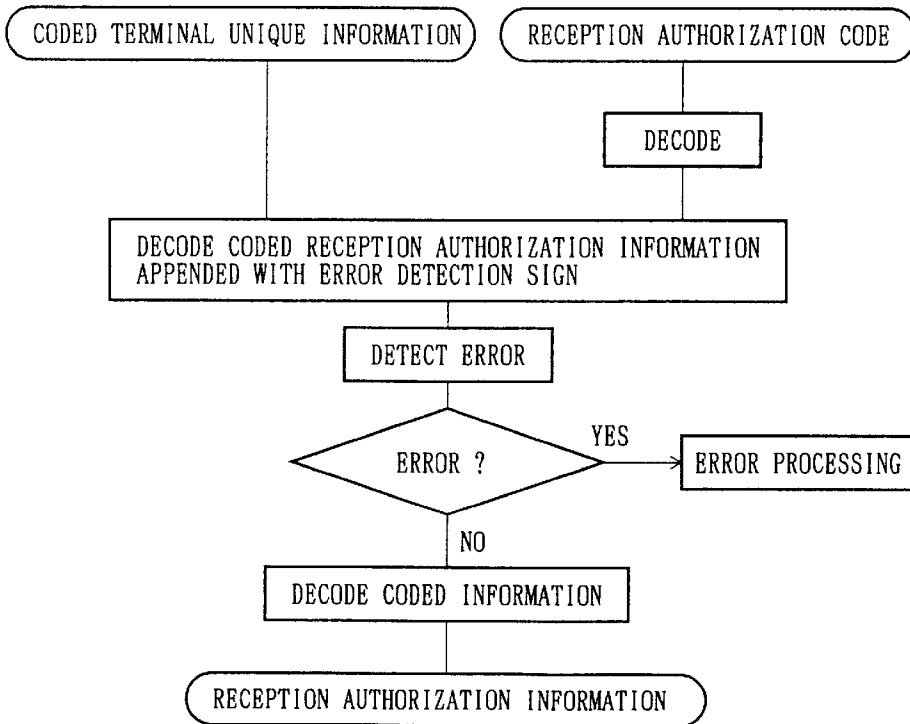 CODED TERMINAL UNIQUE INFORMATION
RECEPTION AUTHORIZATION CODE
DECODE
DECODE CODED RECEPTION AUTHORIZATION INFORMATION
APPENDED WITH ERROR DETECTION SIGN
DETECT ERROR
ERROR ?
YES
ERROR PROCESSING
NO
DECODE CODED INFORMATION
RECEPTION AUTHORIZATION INFORMATION